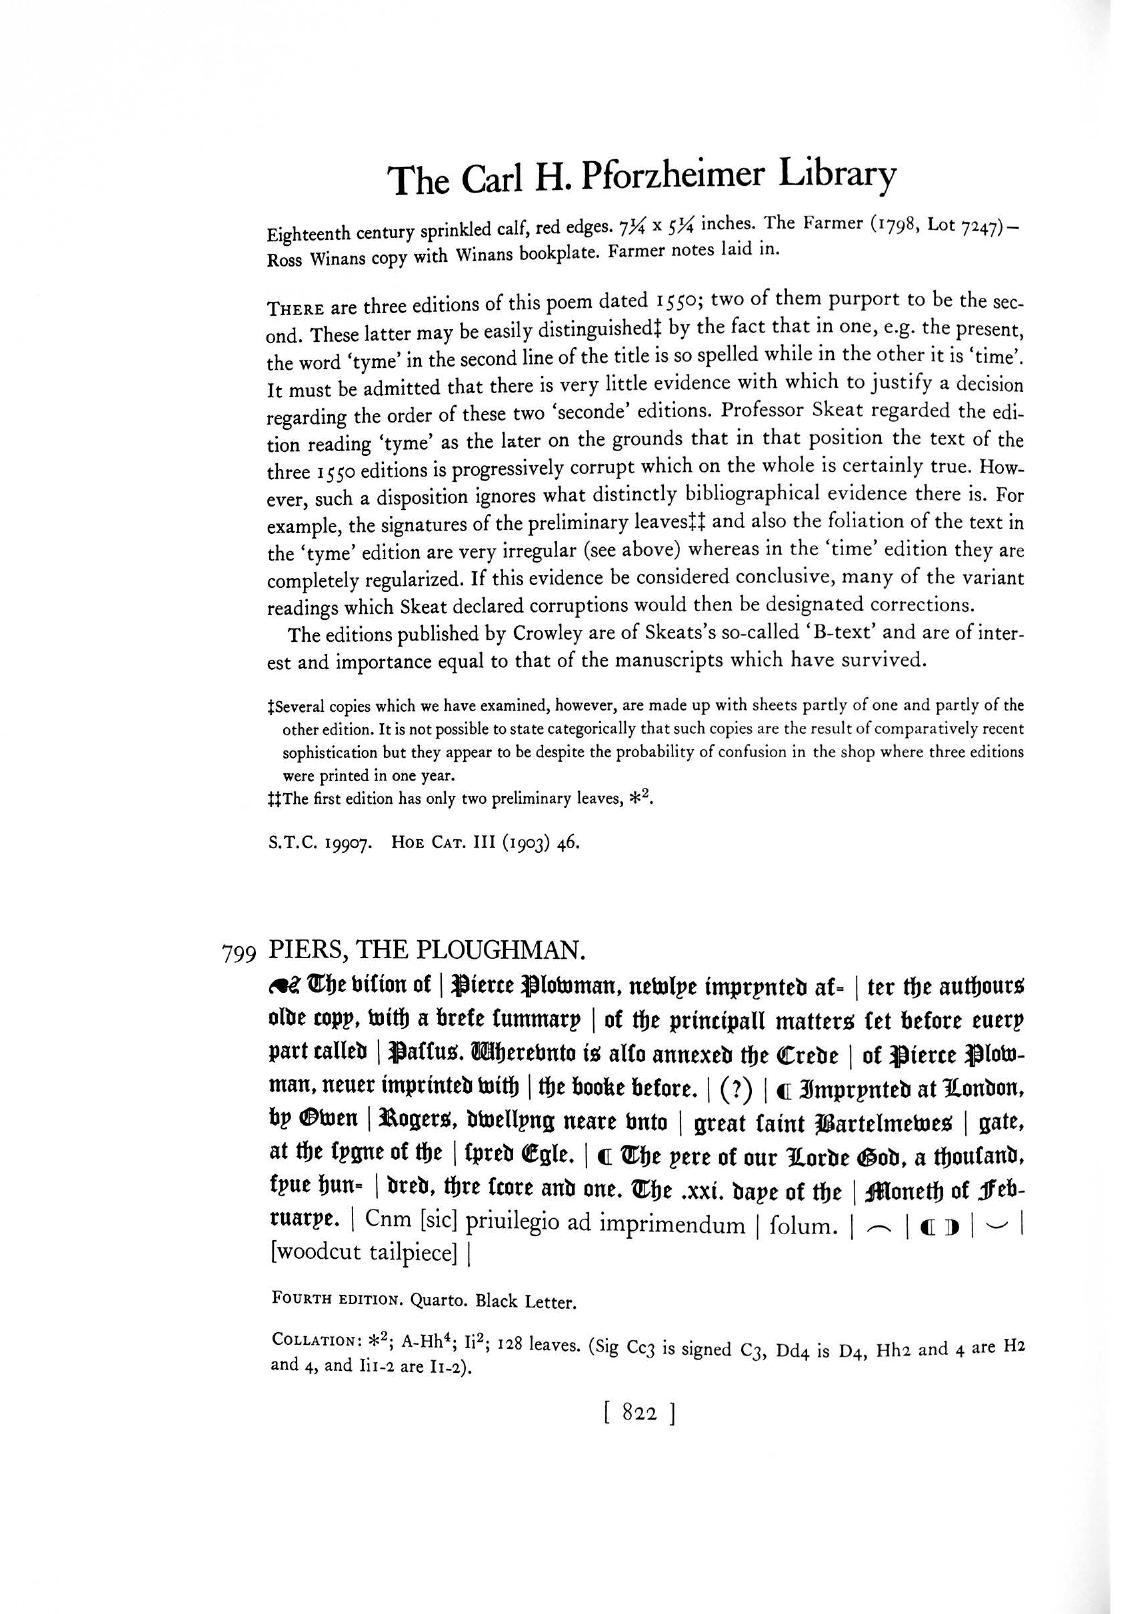 The Carl H. Pforzheimer Library
Eighteenth century sprinkled calf, red edges. 7¼ x 5¼ inches. The Farmer (1798, Lot 7247)–
Ross Winans copy with Winans bookplate. Farmer notes laid in.
THERE are three editions of this poem dated 1550; two of them purport to be the sec-
ond. These latter may be easily distinguished‡ by the fact that in one, e.g. the present,
the word ‘tyme’ in the second line of the title is so spelled while in the other it is ‘time’.
It must be admitted that there is very little evidence with which to justify a decision
regarding the order of these two ‘seconde’ editions. Professor Skeat regarded the edi-
tion reading ‘tyme’ as the later on the grounds that in that position the text of the
three 1550 editions is progressively corrupt which on the whole is certainly true. How-
ever, such a disposition ignores what distinctly bibliographical evidence there is. For
example, the signatures of the preliminary leaves‡‡ and also the foliation of the text in
the ‘tyme’ edition are very irregular (see above) whereas in the ‘time’ edition they are
completely regularized. If this evidence be considered conclusive, many of the variant
readings which Skeat declared corruptions would then be designated corrections.
The editions published by Crowley are of Skeats's so-called ‘B-text’ and are of inter-
est and importance equal to that of the manuscripts which have survived.
‡Several copies which we have examined, however, are made up with sheets partly of one and partly of the
other edition. It is not possible to state categorically that such copies are the result of comparatively recent
sophistication but they appear to be despite the probability of confusion in the shop where three editions
were printed in one year.
‡‡The first edition has only two preliminary leaves, *².
S.T.C. 19907. HOE CAT. III (1903) 46.
799 PIERS, THE PLOUGHMAN.
❧ The viſion of | Pierce Plowman, newlye imprynted af= | ter the authours
olde copy, with a brefe ſummary | of the principall matters ſet before euery
part called | Paſſus. Wherevnto is alſo annexed the Crede | of Pierce Plow-
man, neuer imprinted with | the booke before. | (?) | ¶ Imprynted at London,
by Owen | Rogers, dwellyng neare vnto | great ſaint Bartelmewes | gate,
at the ſygne of the | ſpred Egle. | ¶ The yere of our Lorde God, a thouſand,
fyue hun= | dred, thre ſcore and one. The .xxi. daye of the | Moneth of Feb-
ruarye. | Cnm [sic] priuilegio ad imprimendum | ſolum. | ⌢ | ¶ D | ⌣ |
[woodcut tailpiece] |
FOURTH EDITION. Quarto. Black Letter.
COLLATION: *²; A-Hh⁴; Ii²; 128 leaves. (Sig Cc3 is signed C3, Dd4 is D4, Hh2 and 4 are H2
and 4, and Ii1-2 are I1-2).
[ 822 ]